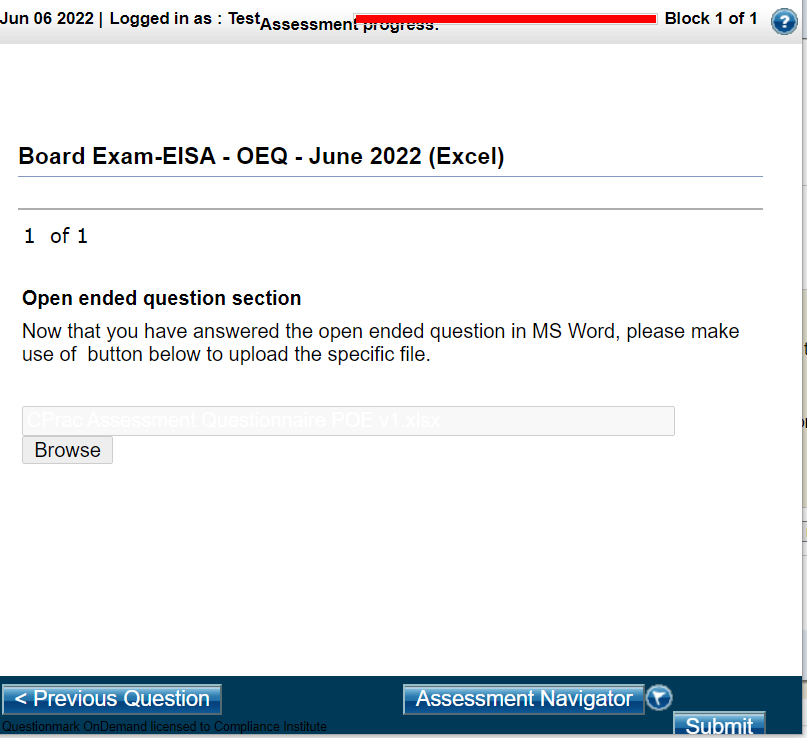 Jun 06 2022 | Logged in as : Test
Assessment progress:
Block 1 of 1
?
Board Exam-EISA - OEQ - June 2022 (Excel)
1 of 1
Open ended question section
Now that you have answered the open ended question in MS Word, please make
use of button below to upload the specific file.
CPrac Assessment Questionnaire POE v1.xlsx
Browse
< Previous Question
Assessment Navigator
Submit
Questionmark OnDemand licensed to Compliance Institute